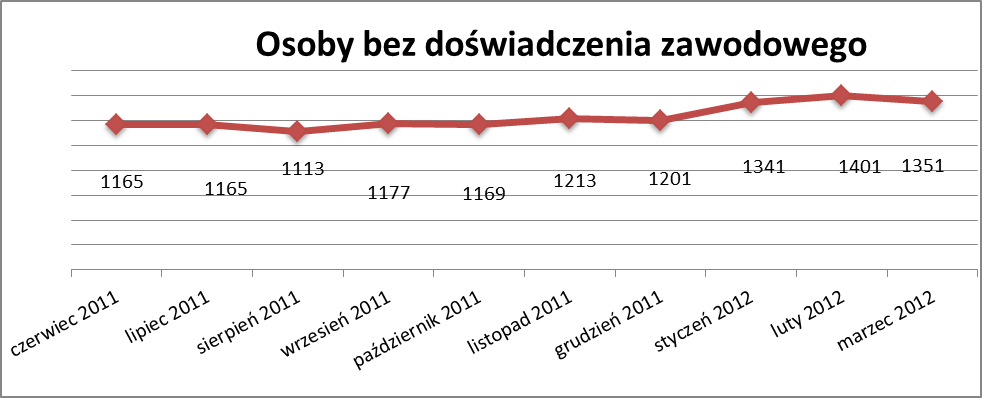 Osoby bez doświadczenia zawodowego
1165
1165
1113
1177
1169
1213
1201
1341
1401
1351
czerwiec 2011
lipiec 2011
sierpień 2011
wrzesień 2011
październik 2011
listopad 2011
grudzień 2011
styczeń 2012
luty 2012
marzec 2012